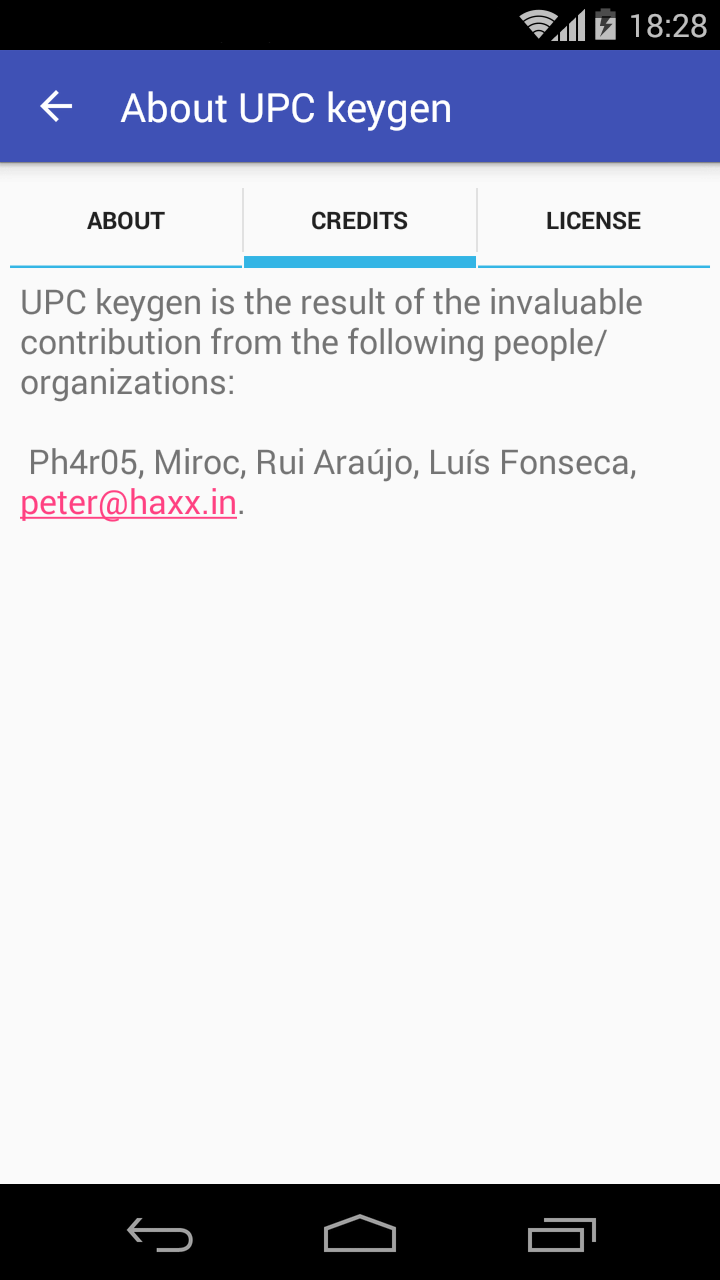 18:28
About UPC keygen
ABOUT
CREDITS
LICENSE
UPC keygen is the result of the invaluable
contribution from the following people/
organizations:
Ph4r05, Miroc, Rui Araújo, Luís Fonseca,
peter@haxx.in.